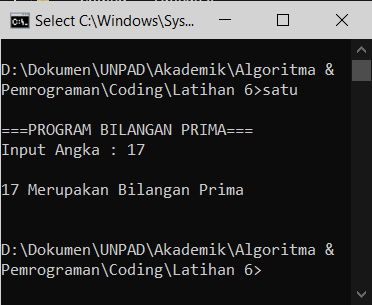 Select C:\Windows\Sys...
D:\Dokumen\UNPAD\Akademik\Algoritma &
Pemrograman\Coding\Latihan 6>satu
===PROGRAM BILANGAN PRIMA===
Input Angka : 17
17 Merupakan Bilangan Prima
D:\Dokumen\UNPAD\Akademik\Algoritma &
Pemrograman\Coding\Latihan 6>